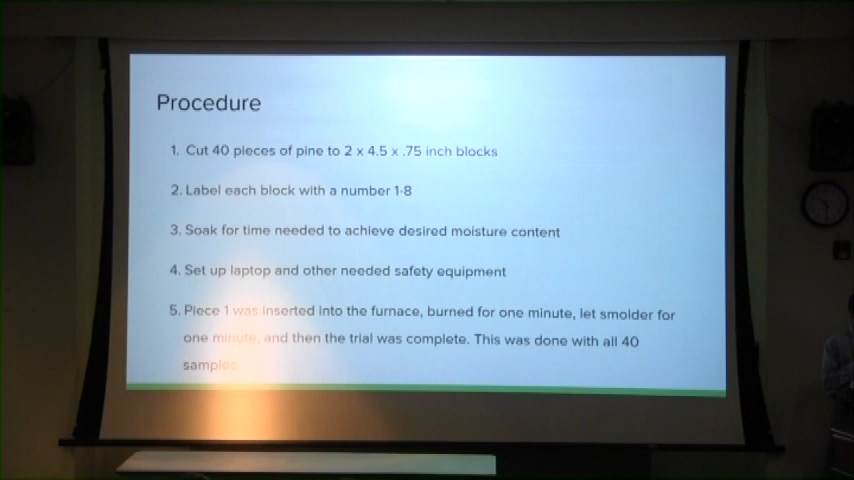 Procedure
1. Cut 40 pieces of pine to 2 x 4.5 x .75 inch blocks
2. Label each block with a number 1-8
3. Soak for time needed to achieve desired moisture content
4. Set up laptop and other needed safety equipment
5. Piece 1 was inserted into the furnace, burned for one minute, let smolder for
one minute, and then the trial was complete. This was done with all 40
samples.